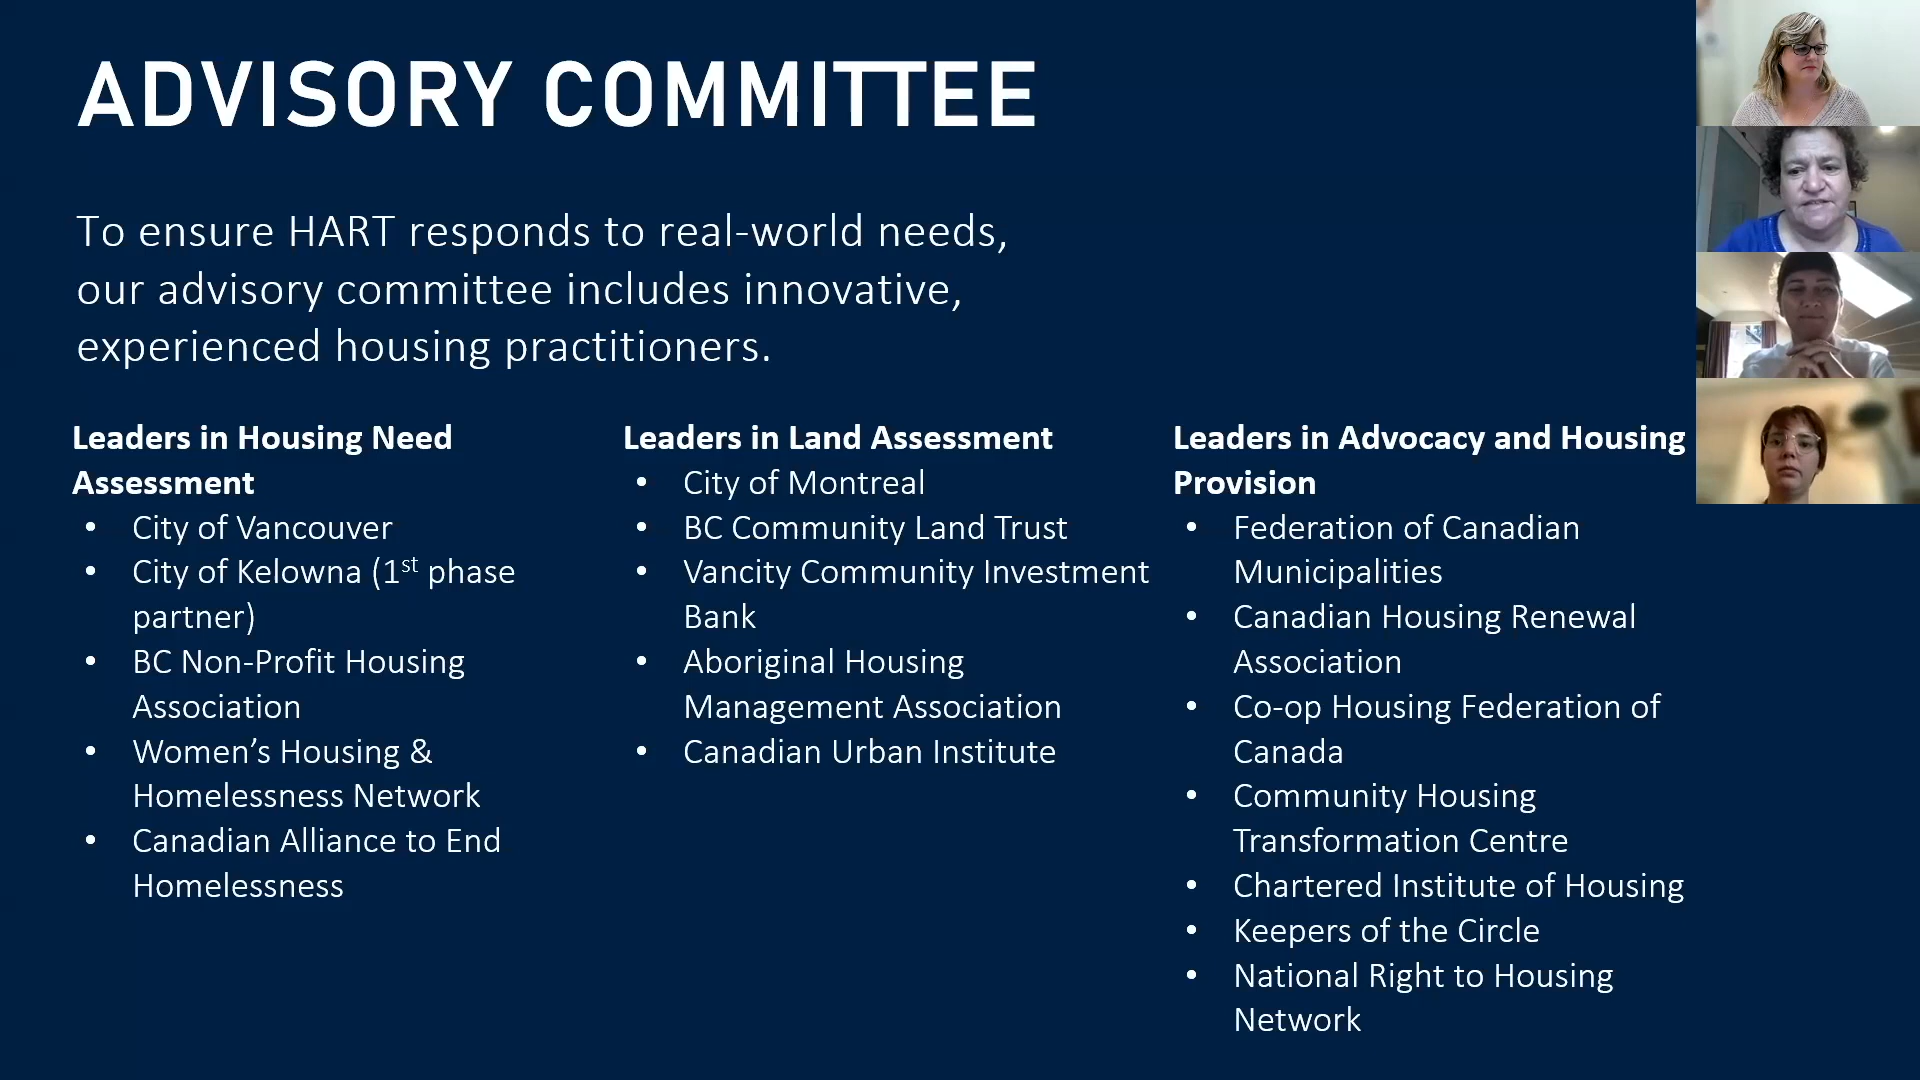 ADVISORY COMMITTEE
To ensure HART responds to real-world needs,
our advisory committee includes innovative,
experienced housing practitioners.
Leaders in Housing Need
Assessment
• City of Vancouver
• City of Kelowna (1st phase
partner)
• BC Non-Profit Housing
Association
• Women’s Housing &
Homelessness Network
• Canadian Alliance to End
Homelessness
Leaders in Land Assessment
• City of Montreal
• BC Community Land Trust
• Vancity Community Investment
Bank
• Aboriginal Housing
Management Association
• Canadian Urban Institute
Leaders in Advocacy and Housing
Provision
• Federation of Canadian
Municipalities
• Canadian Housing Renewal
Association
• Co-op Housing Federation of
Canada
• Community Housing
Transformation Centre
• Chartered Institute of Housing
• Keepers of the Circle
• National Right to Housing
Network